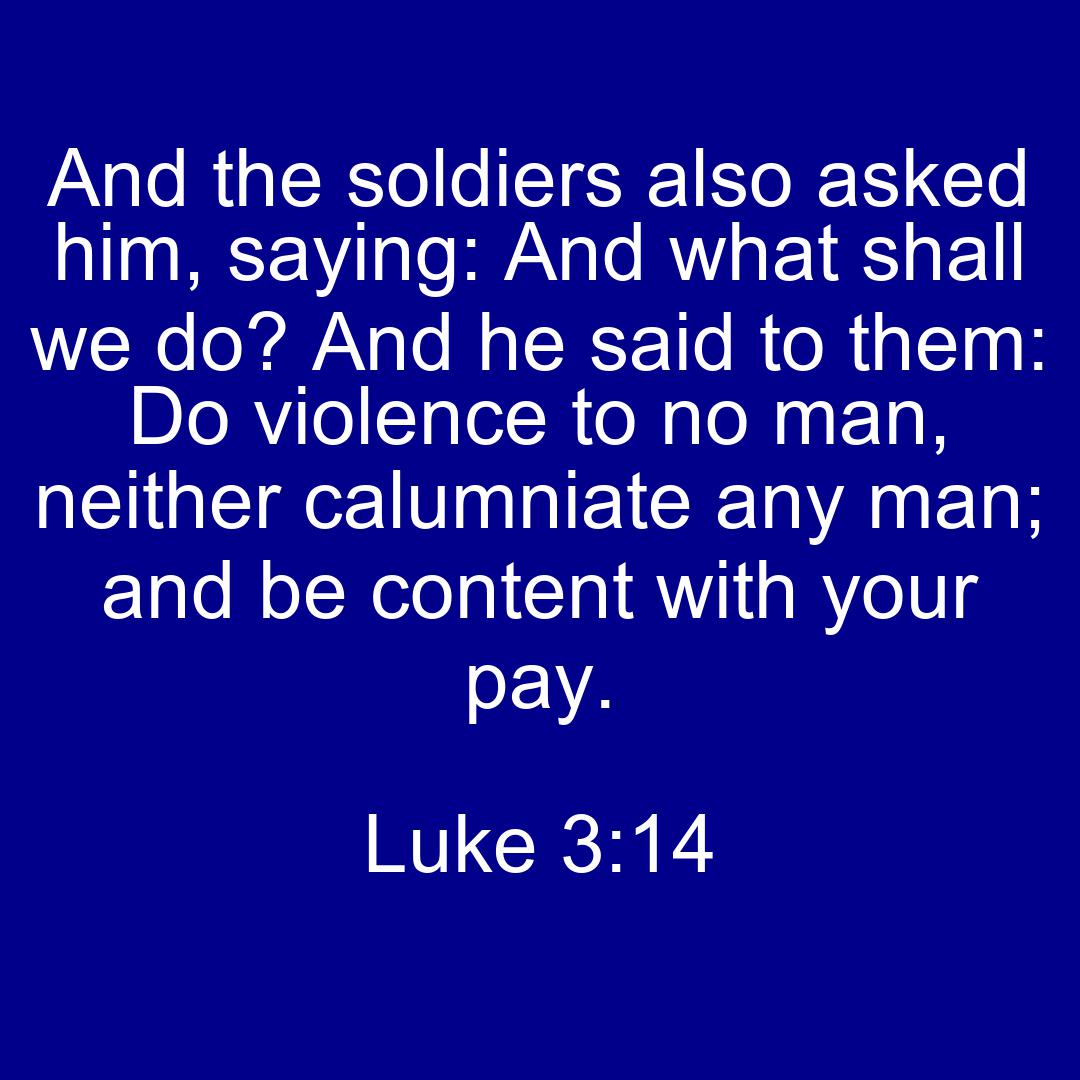 And the soldiers also asked
him, saying: And what shall
we do? And he said to them:
Do violence to no man,
neither calumniate any man;
and be content with your
pay.
Luke 3:14